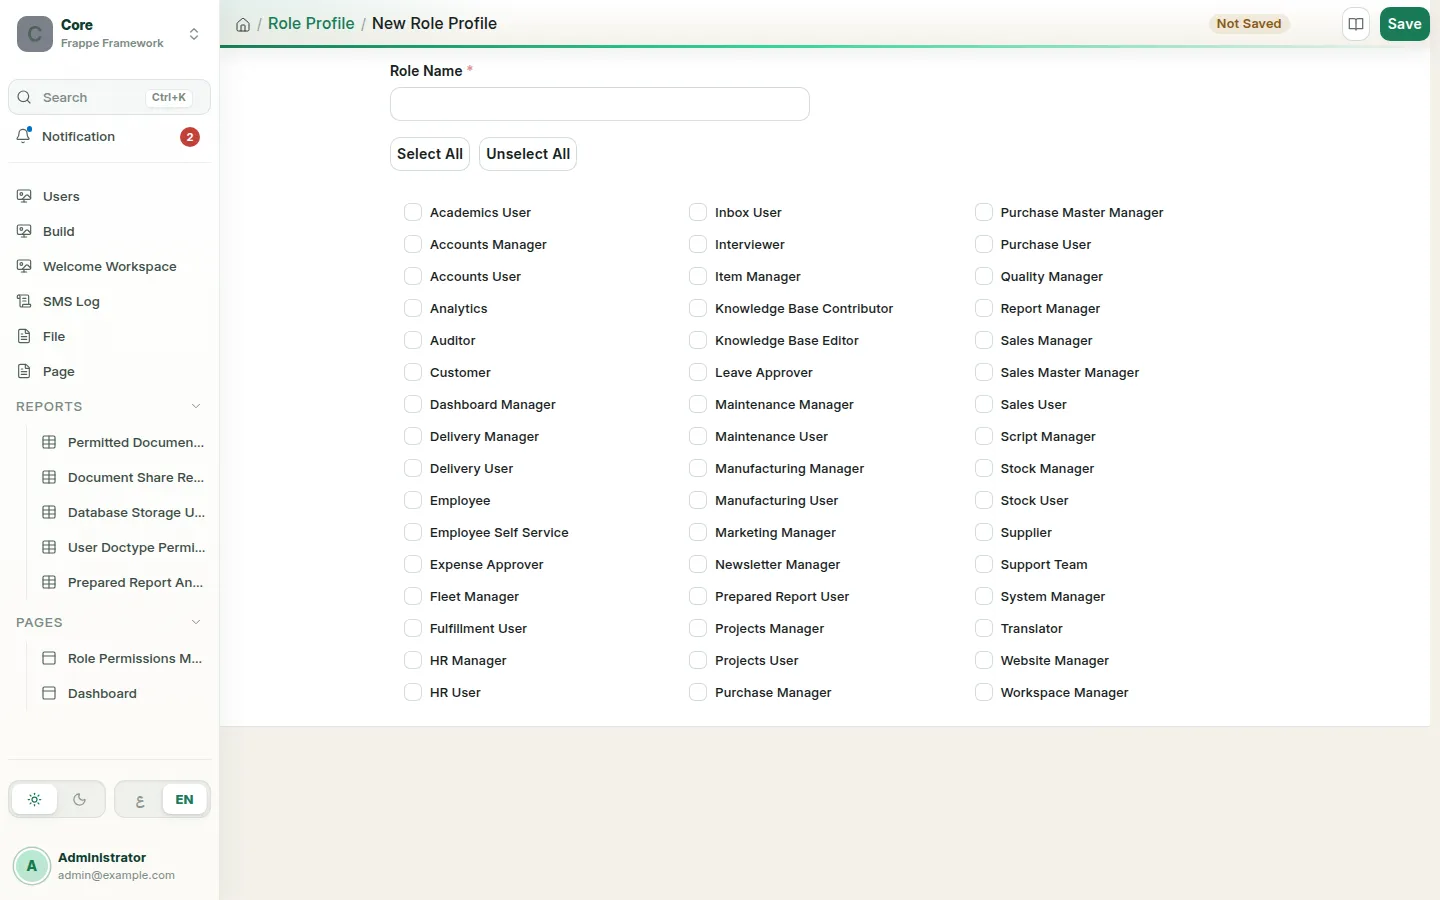 C
Core
Frappe Framework
Search
Ctrl+K
Notification
2
Users
Build
Welcome Workspace
SMS Log
File
Page
REPORTS
Permitted Documen...
Document Share Re...
Database Storage U...
User Doctype Permi...
Prepared Report An...
PAGES
Role Permissions M...
Dashboard
ع
EN
A
Administrator
admin@example.com
/ Role Profile / New Role Profile
Not Saved
Save
Role Name *
Select All
Unselect All
Academics User
Accounts Manager
Accounts User
Analytics
Auditor
Customer
Dashboard Manager
Delivery Manager
Delivery User
Employee
Employee Self Service
Expense Approver
Fleet Manager
Fulfillment User
HR Manager
HR User
Inbox User
Interviewer
Item Manager
Knowledge Base Contributor
Knowledge Base Editor
Leave Approver
Maintenance Manager
Maintenance User
Manufacturing Manager
Manufacturing User
Marketing Manager
Newsletter Manager
Prepared Report User
Projects Manager
Projects User
Purchase Manager
Purchase Master Manager
Purchase User
Quality Manager
Report Manager
Sales Manager
Sales Master Manager
Sales User
Script Manager
Stock Manager
Stock User
Supplier
Support Team
System Manager
Translator
Website Manager
Workspace Manager